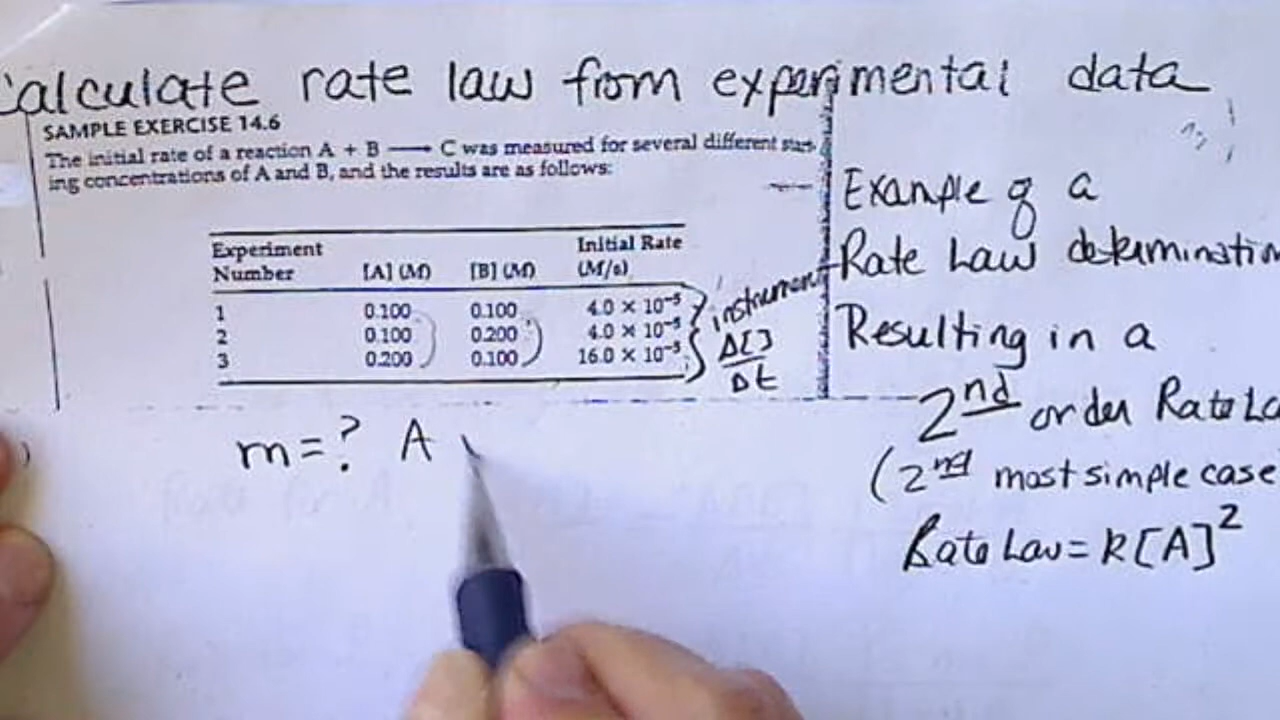 Calculate rate law from experimental data
SAMPLE EXERCISE 14.6
The initial rate of a reaction A + B ⟶ C was measured for several different start-
ing concentrations of A and B, and the results are as follows:
Experiment Number [A] (M) [B] (M) Initial Rate (M/s)
1 0.100 0.100 4.0 × 10⁻⁵
2 0.100 0.200 4.0 × 10⁻⁵
3 0.200 0.100 16.0 × 10⁻⁵
instrument
Δ[]
Δt
m=? A
Example of a
Rate Law determination
Resulting in a
2nd order Rate La
(2nd most simple case
Rate Law = k[A]²